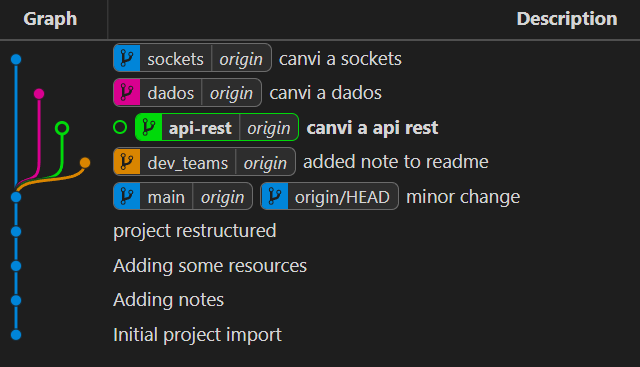 Graph Description
sockets origin canvi a sockets
dados origin canvi a dados
api-rest origin canvi a api rest
dev_teams origin added note to readme
main origin origin/HEAD minor change
project restructured
Adding some resources
Adding notes
Initial project import